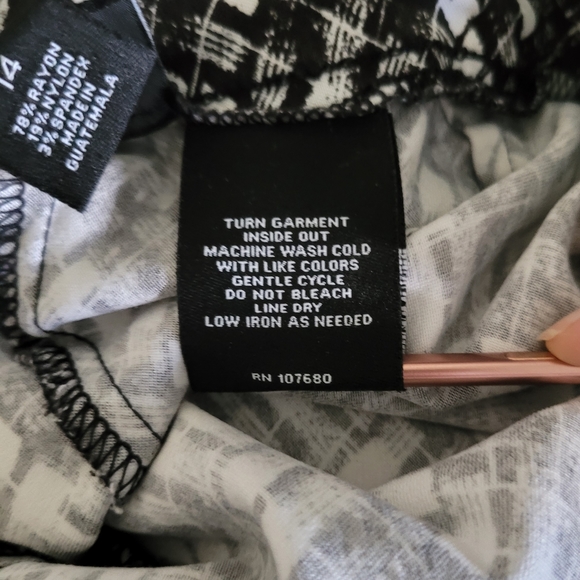 14
78% RAYON
19% NYLON
3% SPANDEX
MADE IN
GUATEMALA
TURN GARMENT
INSIDE OUT
MACHINE WASH COLD
WITH LIKE COLORS
GENTLE CYCLE
DO NOT BLEACH
LINE DRY
LOW IRON AS NEEDED
RN 107680